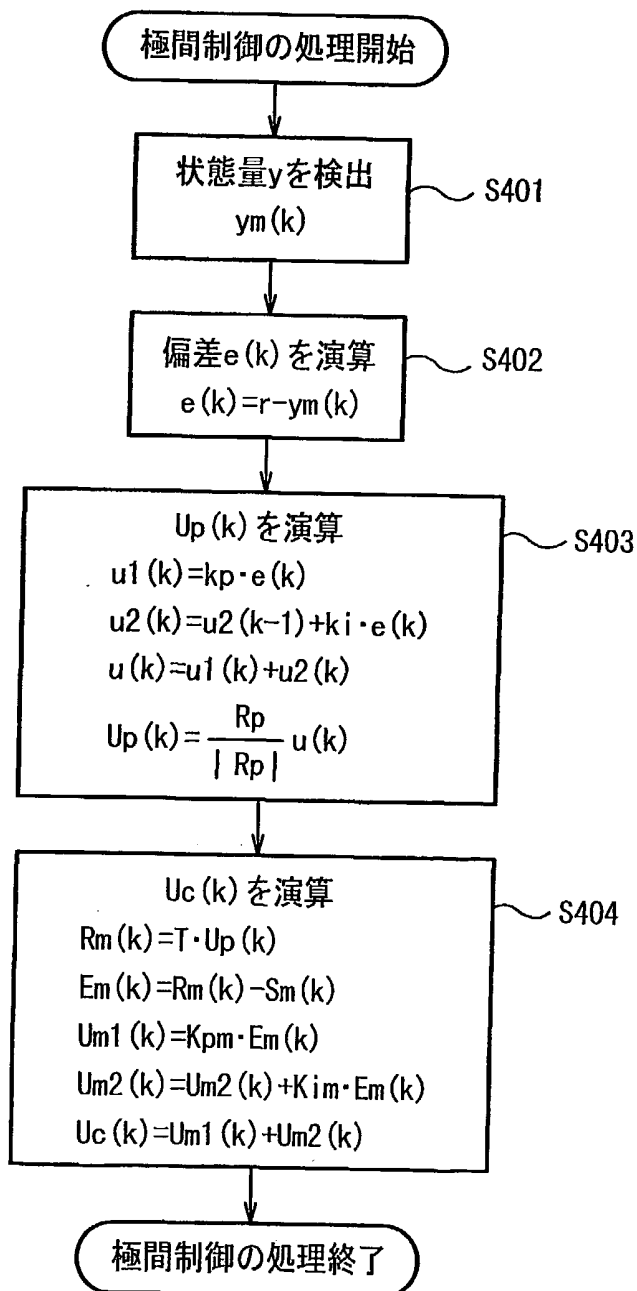 極間制御の処理開始
状態量yを検出
ym(k)
S401
偏差e(k)を演算
e(k)=r-ym(k)
S402
Up(k)を演算
u1(k)=kp・e(k)
u2(k)=u2(k-1)+ki・e(k)
u(k)=u1(k)+u2(k)
Up(k)=Rp/|Rp| u(k)
S403
Uc(k)を演算
Rm(k)=T・Up(k)
Em(k)=Rm(k)-Sm(k)
Um1(k)=Kpm・Em(k)
Um2(k)=Um2(k)+Kim・Em(k)
Uc(k)=Um1(k)+Um2(k)
S404
極間制御の処理終了